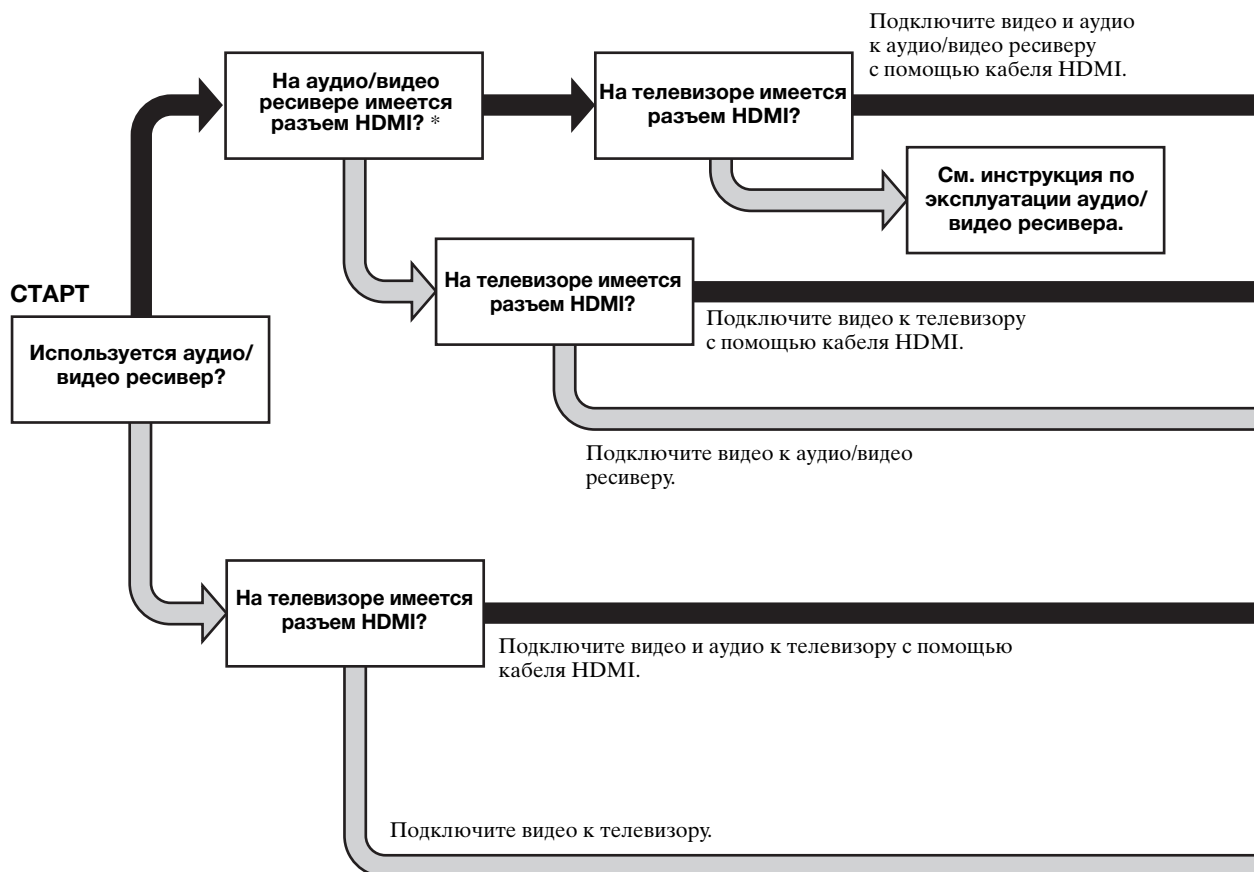 Подключите видео и аудио
к аудио/видео ресиверу
с помощью кабеля HDMI.
На аудио/видео
ресивере имеется
разъем HDMI? *
На телевизоре имеется
разъем HDMI?
См. инструкция по
эксплуатации аудио/
видео ресивера.
На телевизоре имеется
разъем HDMI?
СТАРТ
Подключите видео к телевизору
с помощью кабеля HDMI.
Используется аудио/
видео ресивер?
Подключите видео к аудио/видео
ресиверу.
На телевизоре имеется
разъем HDMI?
Подключите видео и аудио к телевизору с помощью
кабеля HDMI.
Подключите видео к телевизору.